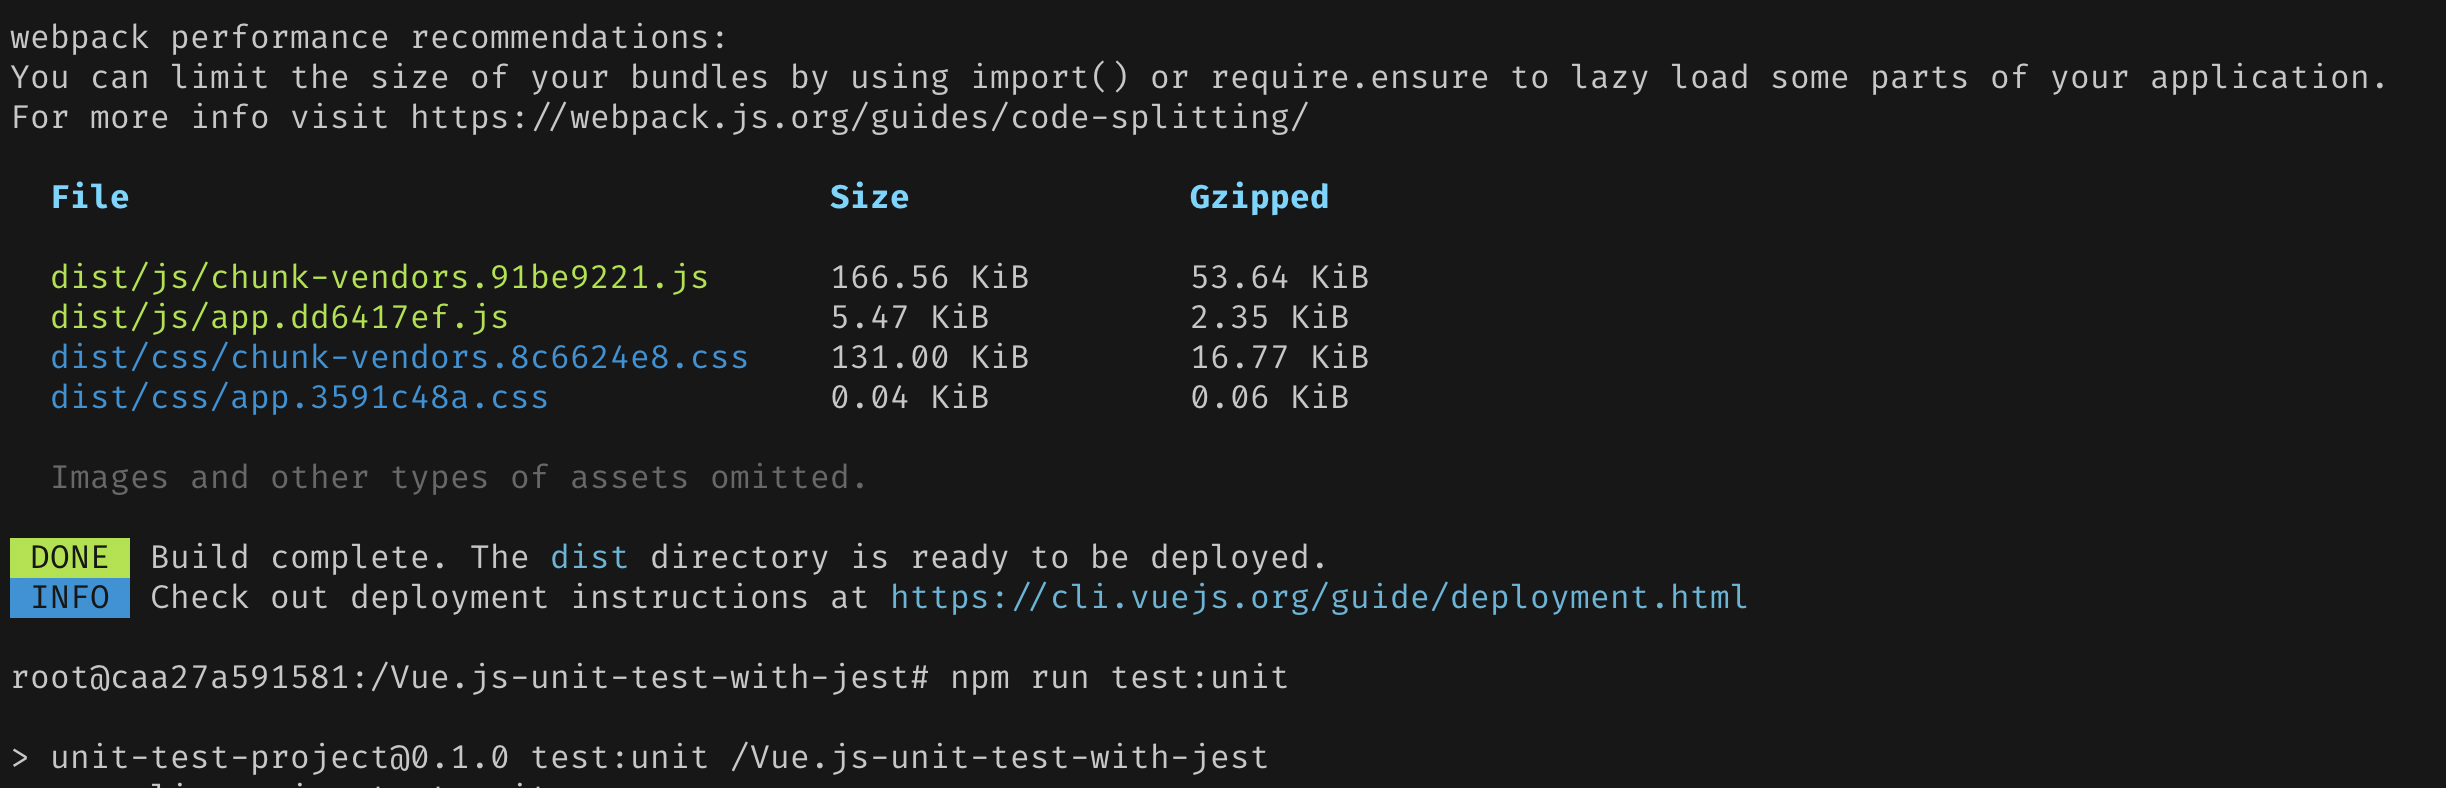 webpack performance recommendations:
You can limit the size of your bundles by using import() or require.ensure to lazy load some parts of your application.
For more info visit https://webpack.js.org/guides/code-splitting/
File Size Gzipped
dist/js/chunk-vendors.91be9221.js 166.56 KiB 53.64 KiB
dist/js/app.dd6417ef.js 5.47 KiB 2.35 KiB
dist/css/chunk-vendors.8c6624e8.css 131.00 KiB 16.77 KiB
dist/css/app.3591c48a.css 0.04 KiB 0.06 KiB
Images and other types of assets omitted.
DONE Build complete. The dist directory is ready to be deployed.
INFO Check out deployment instructions at https://cli.vuejs.org/guide/deployment.html
root@caa27a591581:/Vue.js-unit-test-with-jest# npm run test:unit
> unit-test-project@0.1.0 test:unit /Vue.js-unit-test-with-jest